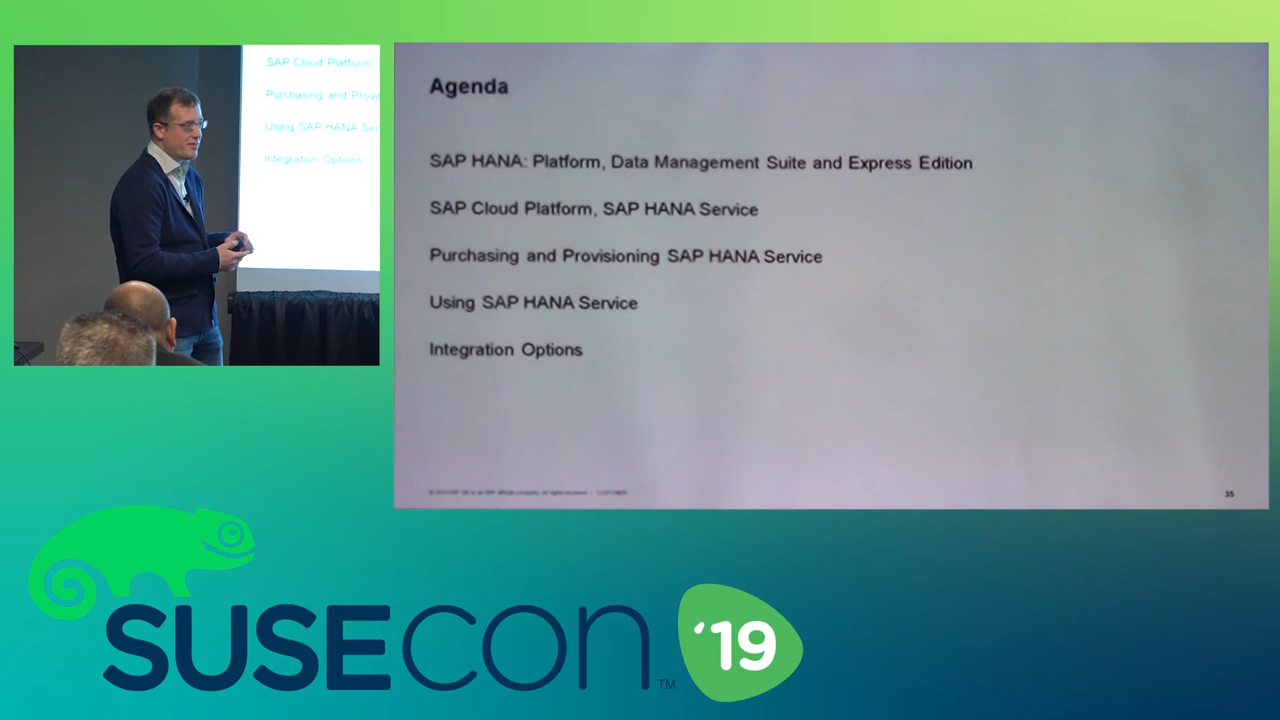 SAP Cloud Platform
Purchasing and Provi
Using SAP HANA Ser
Integration Options
Agenda
SAP HANA: Platform, Data Management Suite and Express Edition
SAP Cloud Platform, SAP HANA Service
Purchasing and Provisioning SAP HANA Service
Using SAP HANA Service
Integration Options
35
SUSECON TM '19